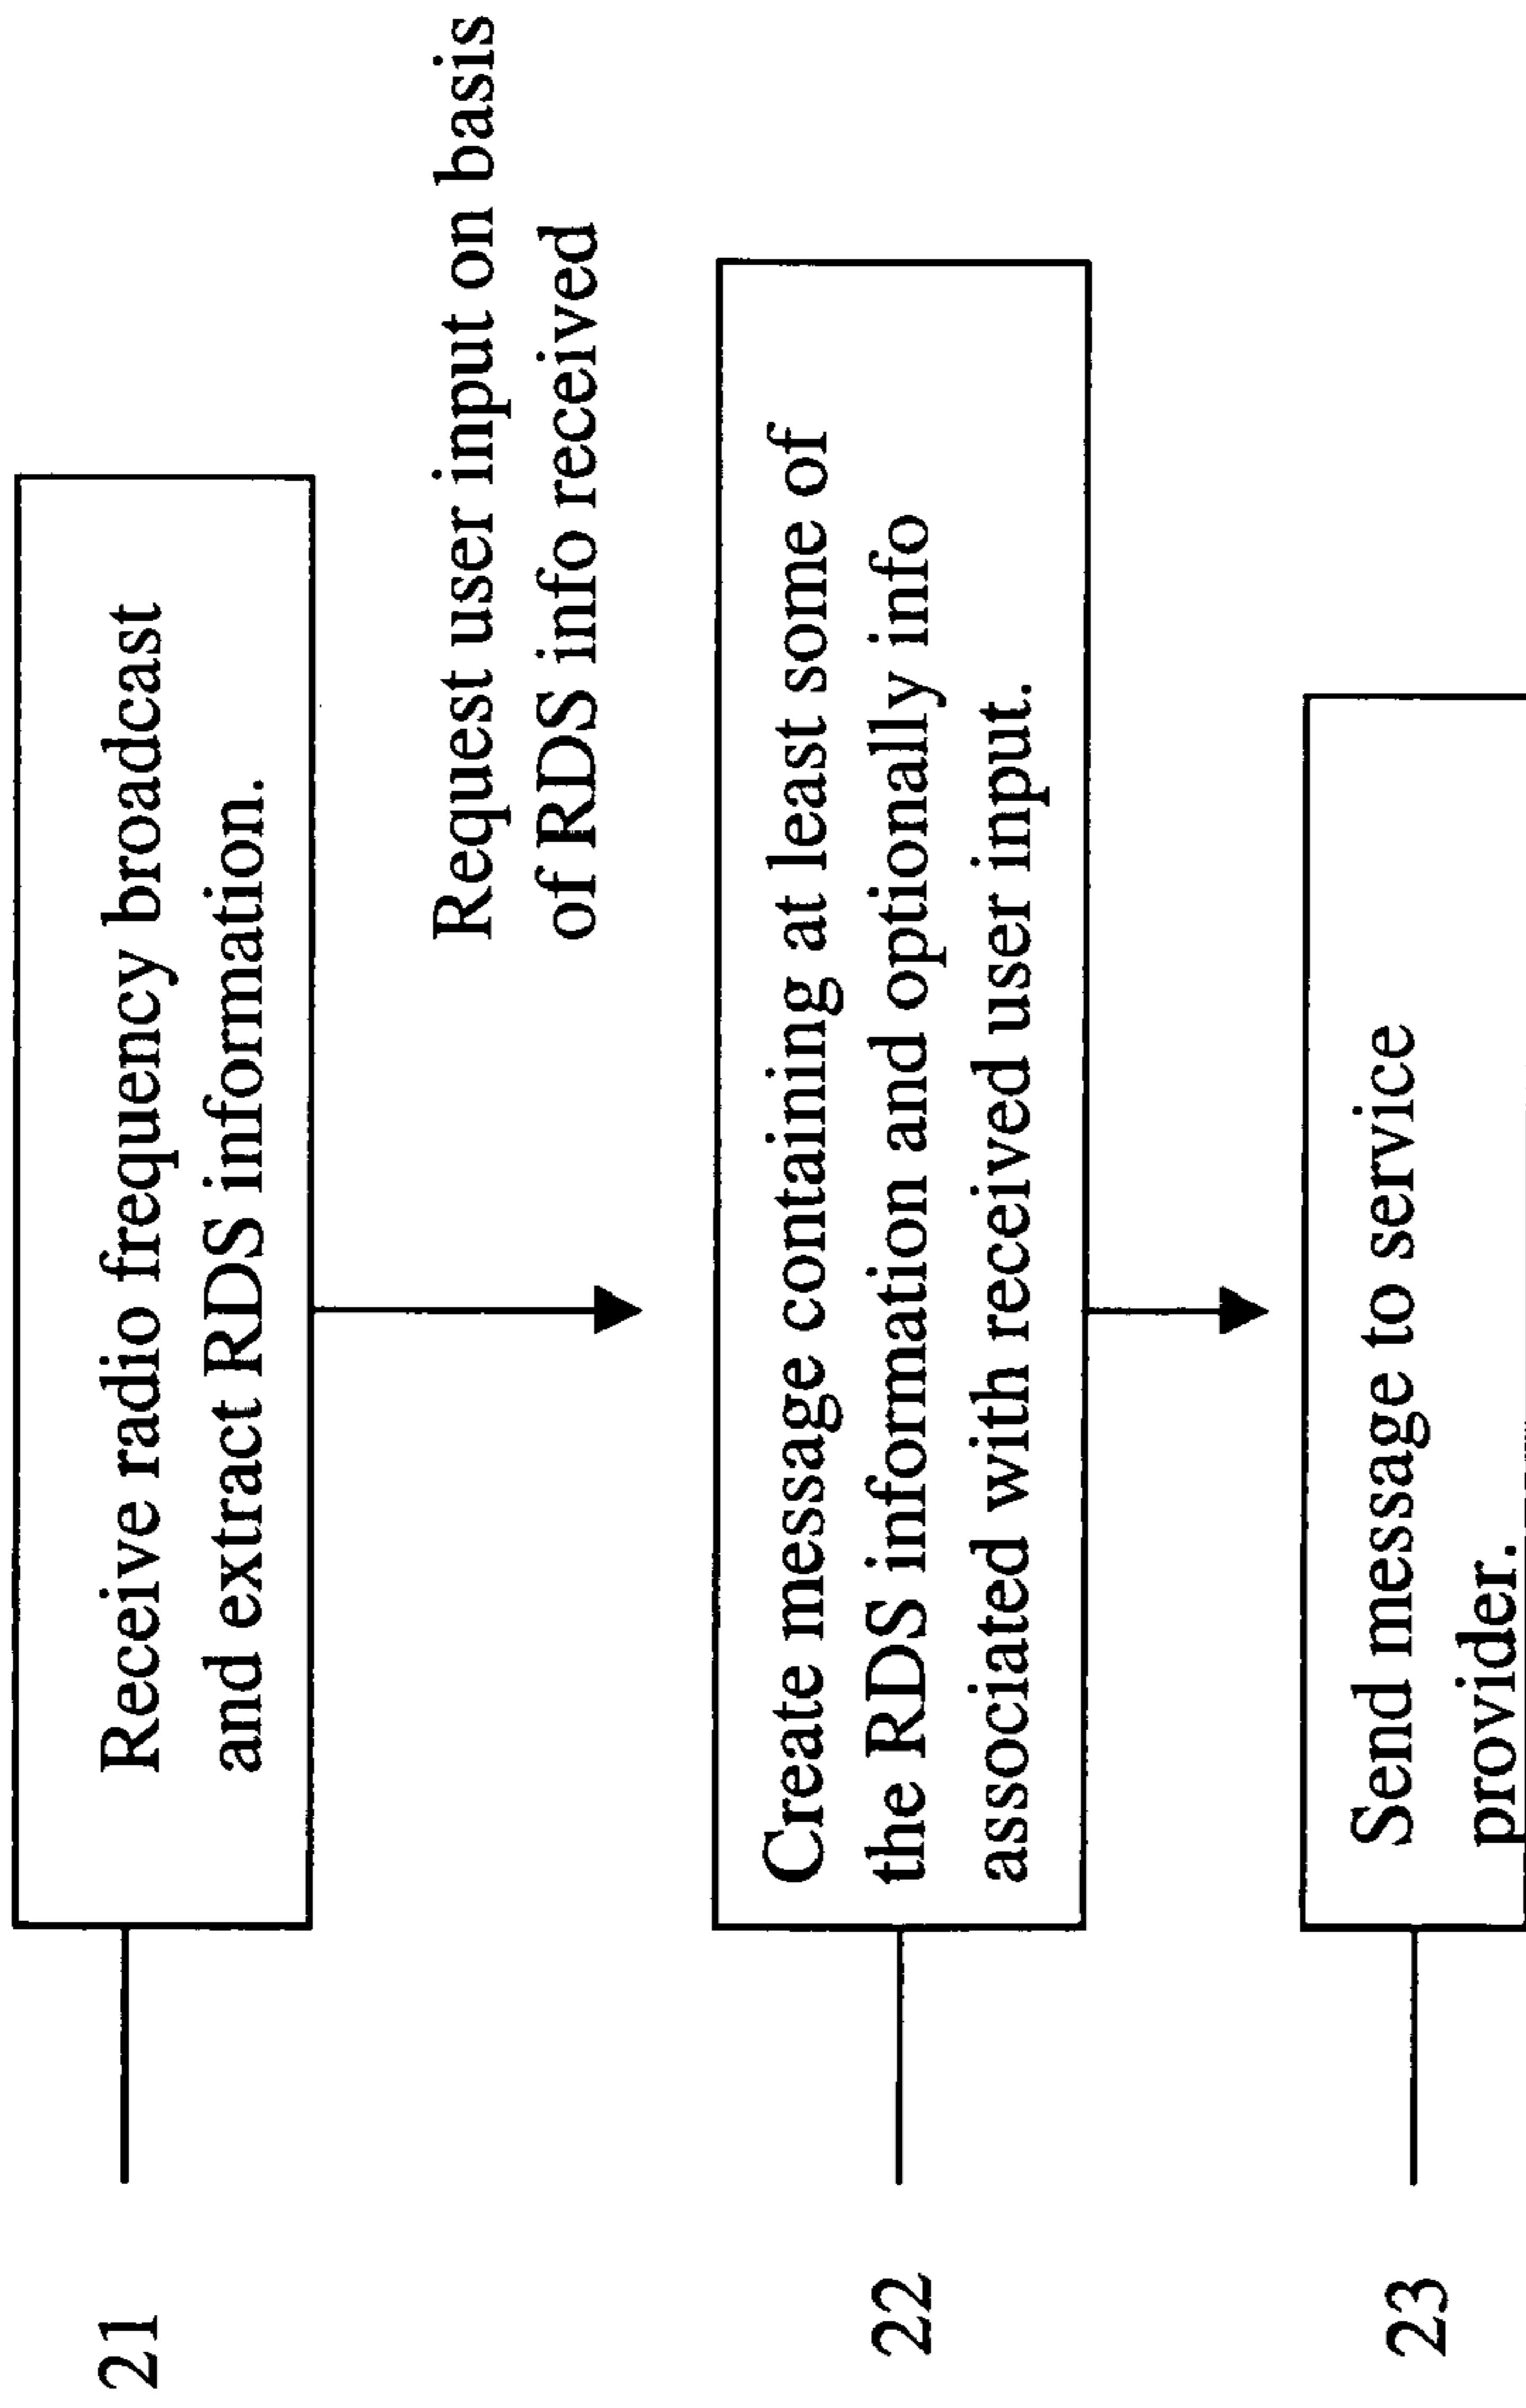 21
Receive radio frequency broadcast
and extract RDS information.
Request user input on basis
of RDS info received
22
Create message containing at least some of
the RDS information and optionally info
associated with received user input.
23
Send message to service
provider.